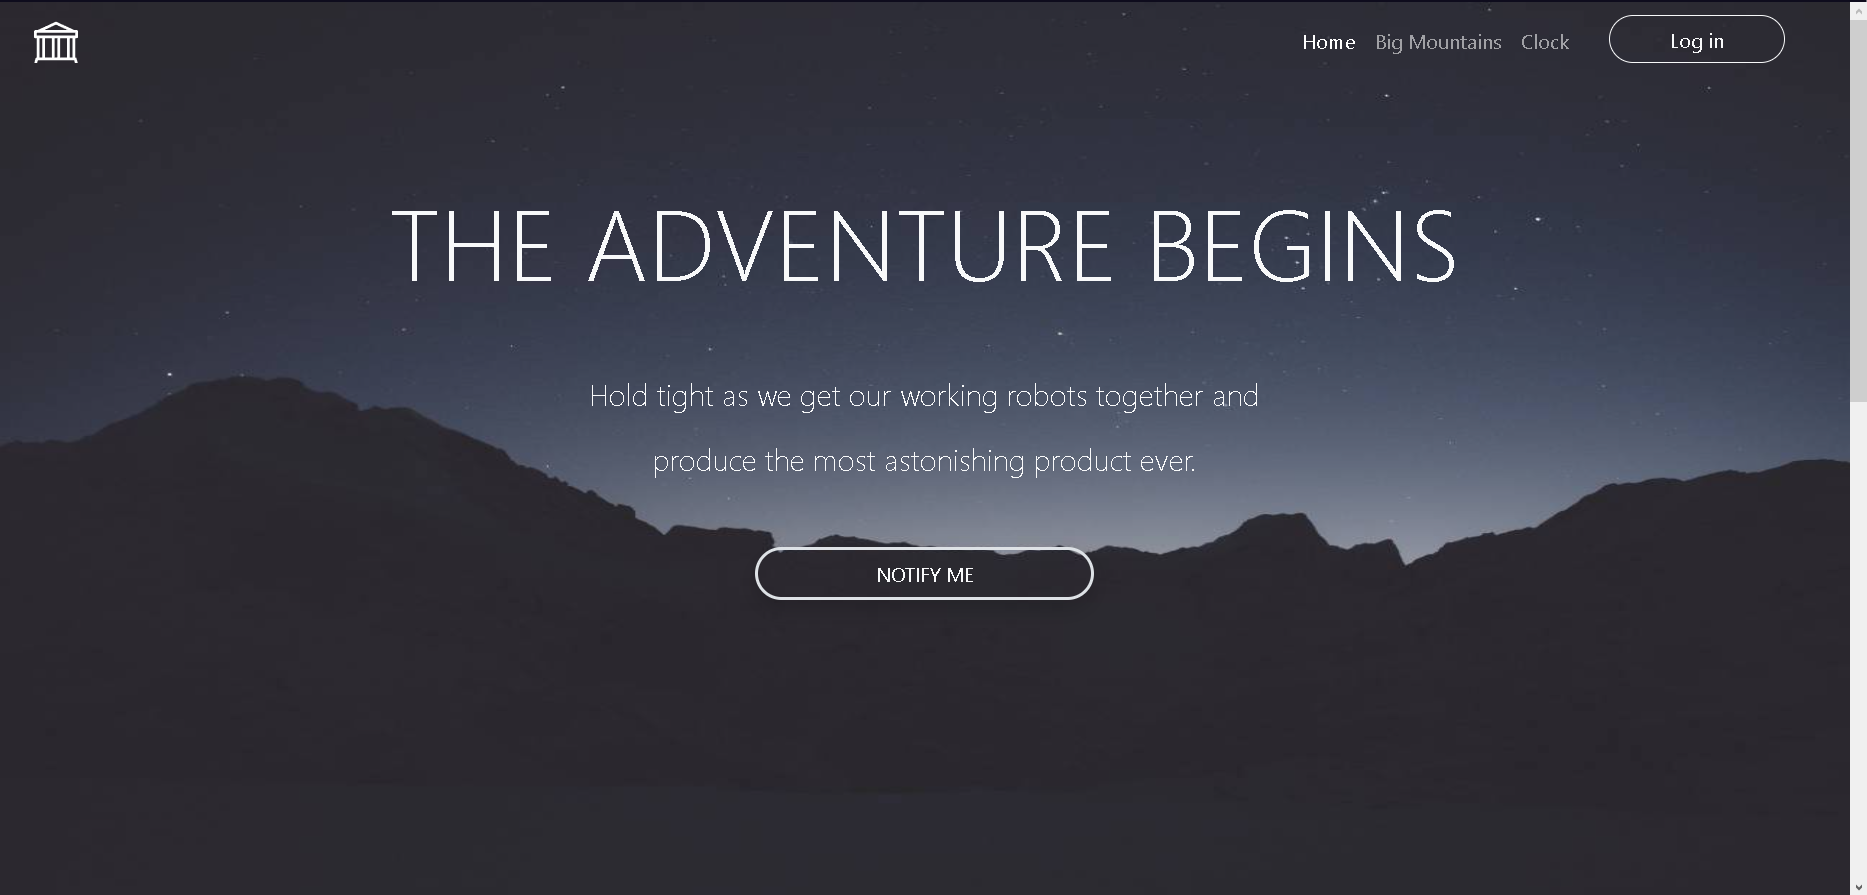 Home Big Mountains Clock Log in
THE ADVENTURE BEGINS
Hold tight as we get our working robots together and
produce the most astonishing product ever.
NOTIFY ME